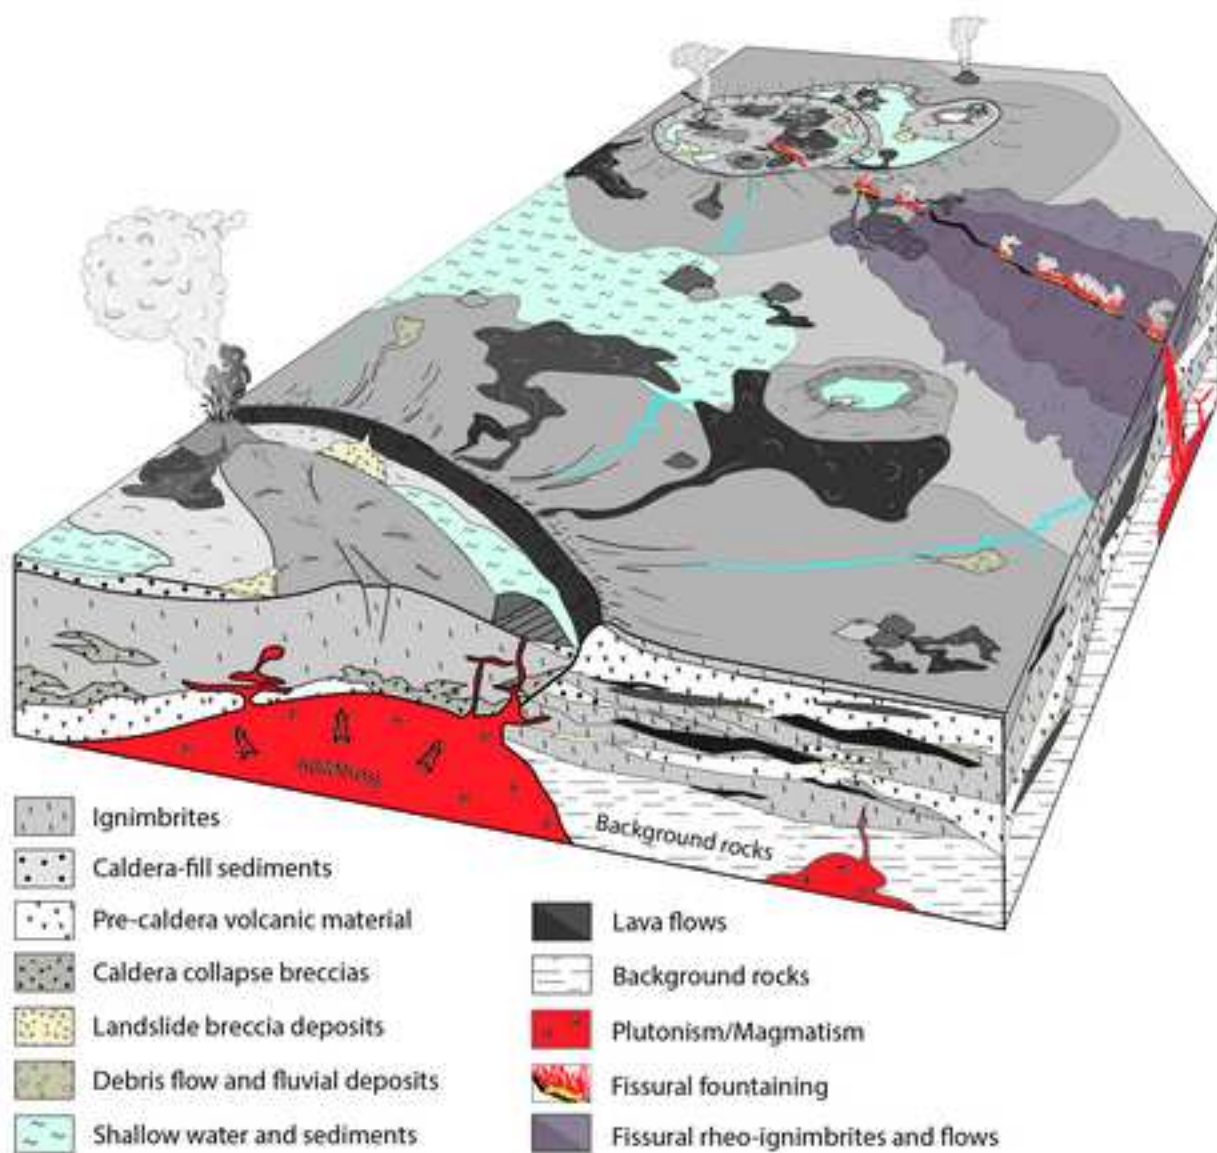 Background rocks
Ignimbrites
Caldera-fill sediments
Pre-caldera volcanic material
Caldera collapse breccias
Landslide breccia deposits
Debris flow and fluvial deposits
Shallow water and sediments
Lava flows
Background rocks
Plutonism/Magmatism
Fissural fountaining
Fissural rheo-ignimbrites and flows